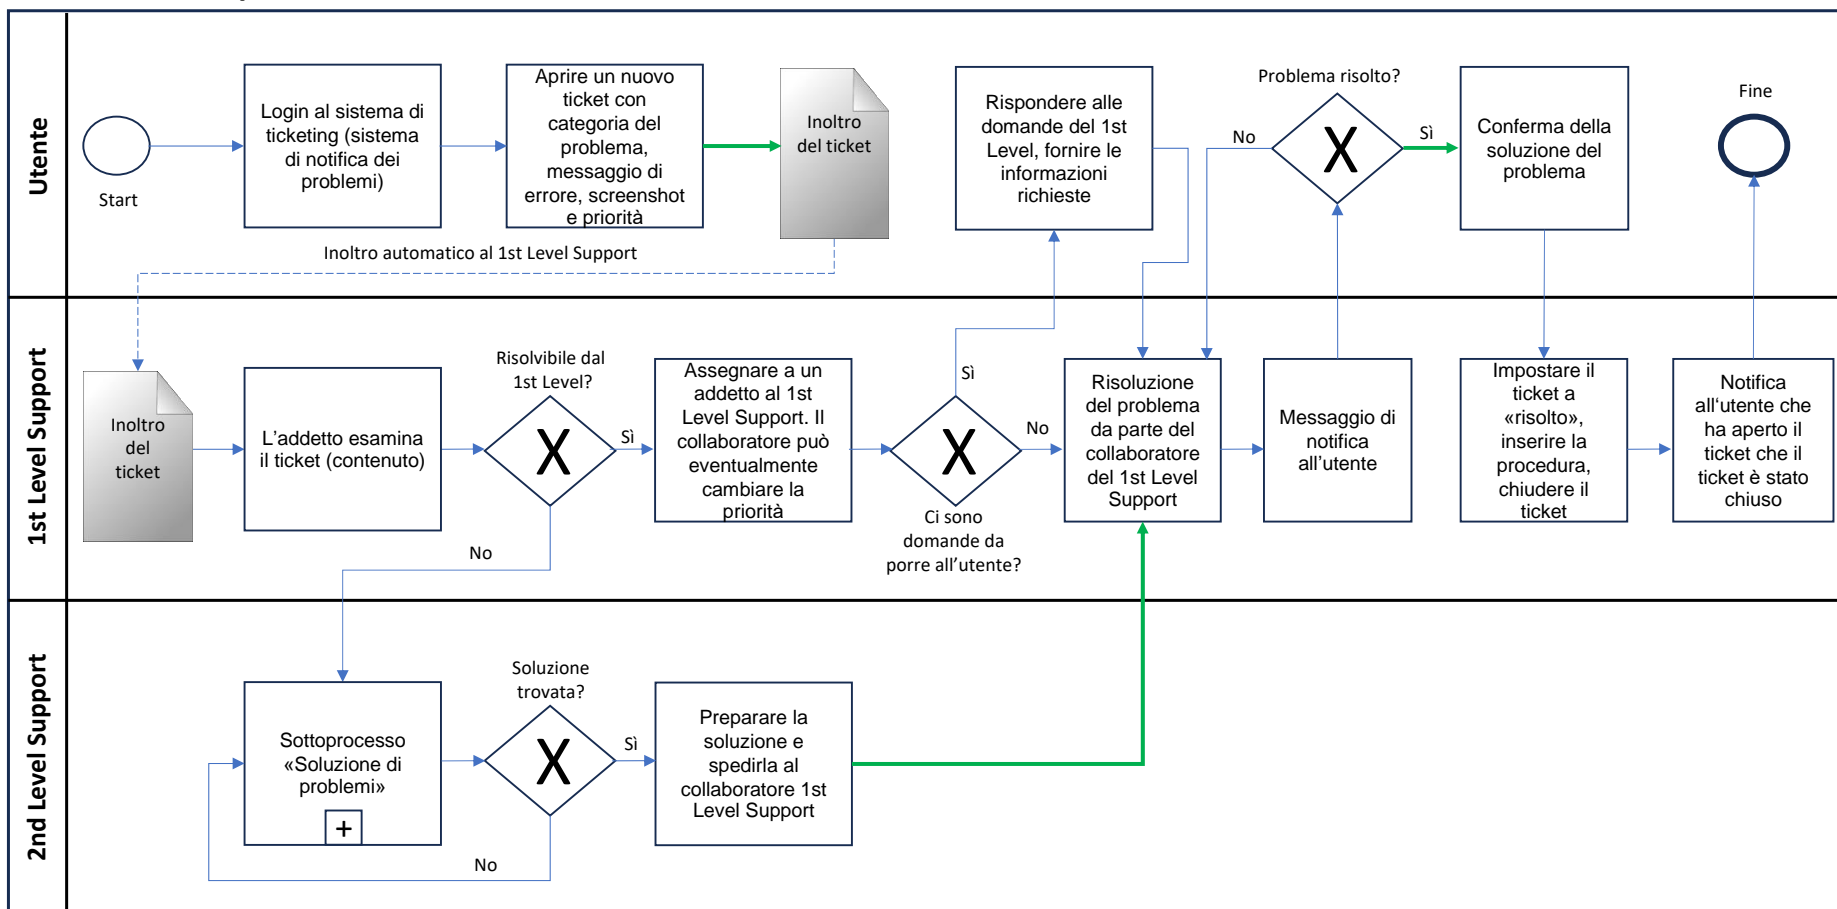 Utente
Start
Login al sistema di
ticketing (sistema
di notifica dei
problemi)
Aprire un nuovo
ticket con
categoria del
problema,
messaggio di
errore, screenshot
e priorità
Inoltro
del ticket
Inoltro automatico al 1st Level Support
Rispondere alle
domande del 1st
Level, fornire le
informazioni
richieste
Problema risolto?
No
X
Sì
Conferma della
soluzione del
problema
Fine
1st Level Support
Inoltro
del
ticket
L'addetto esamina
il ticket (contenuto)
Risolvibile dal
1st Level?
X
Sì
No
Assegnare a un
addetto al 1st
Level Support. Il
collaboratore può
eventualmente
cambiare la
priorità
Sì
X
No
Ci sono
domande da
porre all’utente?
Risoluzione
del problema
da parte del
collaboratore
del 1st Level
Support
Messaggio di
notifica
all’utente
Impostare il
ticket a
«risolto»,
inserire la
procedura,
chiudere il
ticket
Notifica
all‘utente che
ha aperto il
ticket che il
ticket è stato
chiuso
2nd Level Support
Sottoprocesso
«Soluzione di
problemi»
+
Soluzione
trovata?
X
Sì
No
Preparare la
soluzione e
spedirla al
collaboratore 1st
Level Support